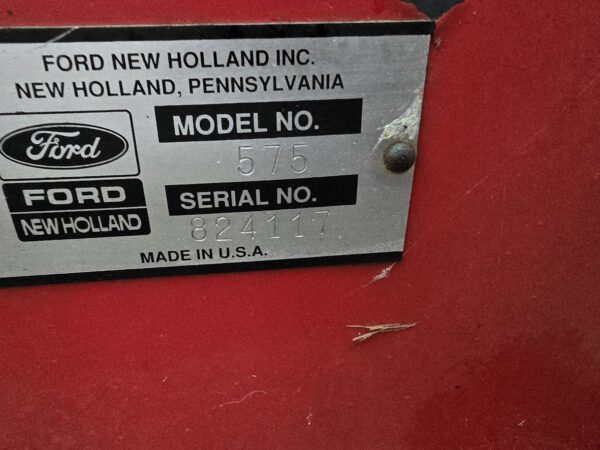 FORD NEW HOLLAND INC.
NEW HOLLAND, PENNSYLVANIA
MODEL NO.
575
Ford
FORD
NEW HOLLAND
SERIAL NO.
824117
MADE IN U.S.A.